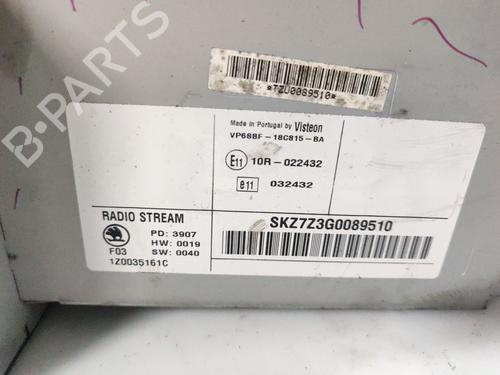 *TZU0089510*
Made in Portugal by Visteon
VP6BBF-18C815-BA
E11 10R-022432
e11 032432
RADIO STREAM
PD: 3907
HW: 0019
F03 SW: 0040
1Z0035161C
SKZ7Z3G0089510
B-PARTS